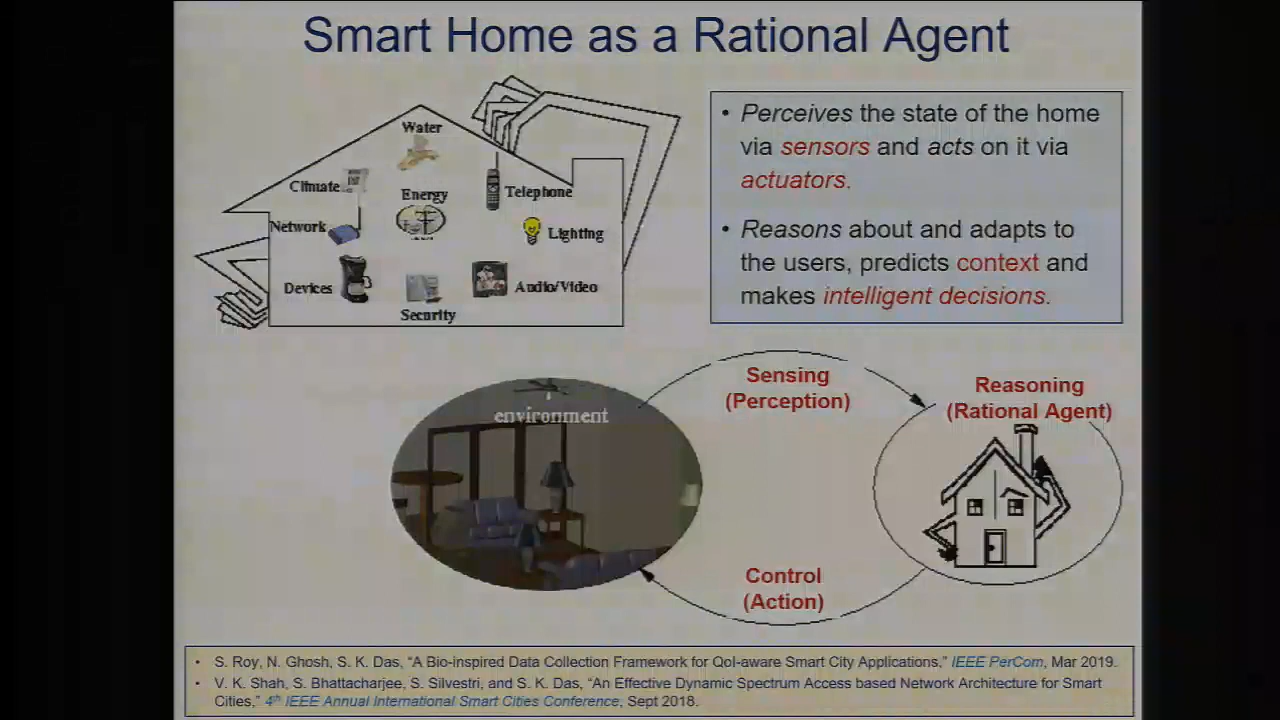 Smart Home as a Rational Agent
Water
Climate
Energy
Telephone
Network
Lighting
Devices
Audio/Video
Security
• Perceives the state of the home
via sensors and acts on it via
actuators.
• Reasons about and adapts to
the users, predicts context and
makes intelligent decisions.
environment
Sensing
(Perception)
Reasoning
(Rational Agent)
Control
(Action)
• S. Roy, N. Ghosh, S. K. Das, “A Bio-inspired Data Collection Framework for QoI-aware Smart City Applications,” IEEE PerCom, Mar 2019.
• V. K. Shah, S. Bhattacharjee, S. Silvestri, and S. K. Das, “An Effective Dynamic Spectrum Access based Network Architecture for Smart
Cities,” 4th IEEE Annual International Smart Cities Conference, Sept 2018.